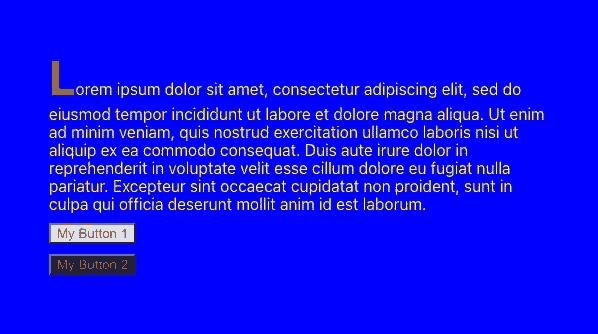 Lorem ipsum dolor sit amet, consectetur adipiscing elit, sed do
eiusmod tempor incididunt ut labore et dolore magna aliqua. Ut enim
ad minim veniam, quis nostrud exercitation ullamco laboris nisi ut
aliquip ex ea commodo consequat. Duis aute irure dolor in
reprehenderit in voluptate velit esse cillum dolore eu fugiat nulla
pariatur. Excepteur sint occaecat cupidatat non proident, sunt in
culpa qui officia deserunt mollit anim id est laborum.
My Button 1
My Button 2